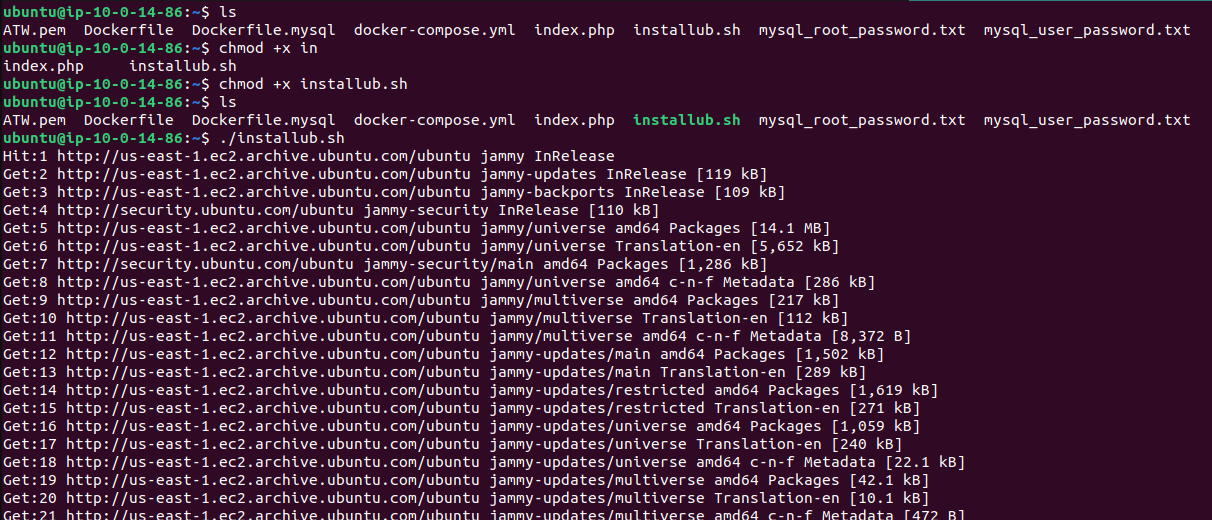 ubuntu@ip-10-0-14-86:~$ ls
ATW.pem  Dockerfile  Dockerfile.mysql  docker-compose.yml  index.php  installub.sh  mysql_root_password.txt  mysql_user_password.txt
ubuntu@ip-10-0-14-86:~$ chmod +x in
index.php     installub.sh
ubuntu@ip-10-0-14-86:~$ chmod +x installub.sh
ubuntu@ip-10-0-14-86:~$ ls
ATW.pem  Dockerfile  Dockerfile.mysql  docker-compose.yml  index.php  installub.sh  mysql_root_password.txt  mysql_user_password.txt
ubuntu@ip-10-0-14-86:~$ ./installub.sh
Hit:1 http://us-east-1.ec2.archive.ubuntu.com/ubuntu jammy InRelease
Get:2 http://us-east-1.ec2.archive.ubuntu.com/ubuntu jammy-updates InRelease [119 kB]
Get:3 http://us-east-1.ec2.archive.ubuntu.com/ubuntu jammy-backports InRelease [109 kB]
Get:4 http://security.ubuntu.com/ubuntu jammy-security InRelease [110 kB]
Get:5 http://us-east-1.ec2.archive.ubuntu.com/ubuntu jammy/universe amd64 Packages [14.1 MB]
Get:6 http://us-east-1.ec2.archive.ubuntu.com/ubuntu jammy/universe Translation-en [5,652 kB]
Get:7 http://security.ubuntu.com/ubuntu jammy-security/main amd64 Packages [1,286 kB]
Get:8 http://us-east-1.ec2.archive.ubuntu.com/ubuntu jammy/universe amd64 c-n-f Metadata [286 kB]
Get:9 http://us-east-1.ec2.archive.ubuntu.com/ubuntu jammy/multiverse amd64 Packages [217 kB]
Get:10 http://us-east-1.ec2.archive.ubuntu.com/ubuntu jammy/multiverse Translation-en [112 kB]
Get:11 http://us-east-1.ec2.archive.ubuntu.com/ubuntu jammy/multiverse amd64 c-n-f Metadata [8,372 B]
Get:12 http://us-east-1.ec2.archive.ubuntu.com/ubuntu jammy-updates/main amd64 Packages [1,502 kB]
Get:13 http://us-east-1.ec2.archive.ubuntu.com/ubuntu jammy-updates/main Translation-en [289 kB]
Get:14 http://us-east-1.ec2.archive.ubuntu.com/ubuntu jammy-updates/restricted amd64 Packages [1,619 kB]
Get:15 http://us-east-1.ec2.archive.ubuntu.com/ubuntu jammy-updates/restricted Translation-en [271 kB]
Get:16 http://us-east-1.ec2.archive.ubuntu.com/ubuntu jammy-updates/universe amd64 Packages [1,059 kB]
Get:17 http://us-east-1.ec2.archive.ubuntu.com/ubuntu jammy-updates/universe Translation-en [240 kB]
Get:18 http://us-east-1.ec2.archive.ubuntu.com/ubuntu jammy-updates/universe amd64 c-n-f Metadata [22.1 kB]
Get:19 http://us-east-1.ec2.archive.ubuntu.com/ubuntu jammy-updates/multiverse amd64 Packages [42.1 kB]
Get:20 http://us-east-1.ec2.archive.ubuntu.com/ubuntu jammy-updates/multiverse Translation-en [10.1 kB]
Get:21 http://us-east-1.ec2.archive.ubuntu.com/ubuntu jammy-updates/multiverse amd64 c-n-f Metadata [472 B]